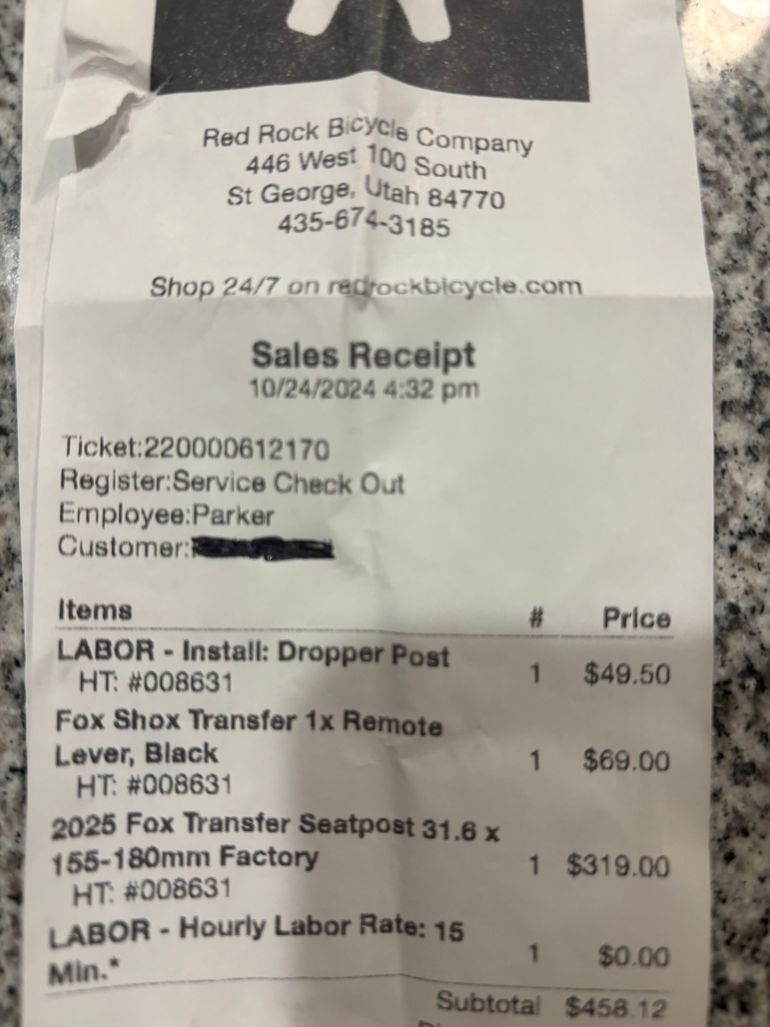 Red Rock Bicycle Company
446 West 100 South
St George, Utah 84770
435-674-3185
Shop 24/7 on redrockbicycle.com
Sales Receipt
10/24/2024 4:32 pm
Ticket:220000612170
Register:Service Check Out
Employee:Parker
Customer:
Items # Price
LABOR - Install: Dropper Post
HT: #008631 1 $49.50
Fox Shox Transfer 1x Remote
Lever, Black 1 $69.00
HT: #008631
2025 Fox Transfer Seatpost 31.6 x
155-180mm Factory 1 $319.00
HT: #008631
LABOR - Hourly Labor Rate: 15
Min.* 1 $0.00
Subtotal $458.12